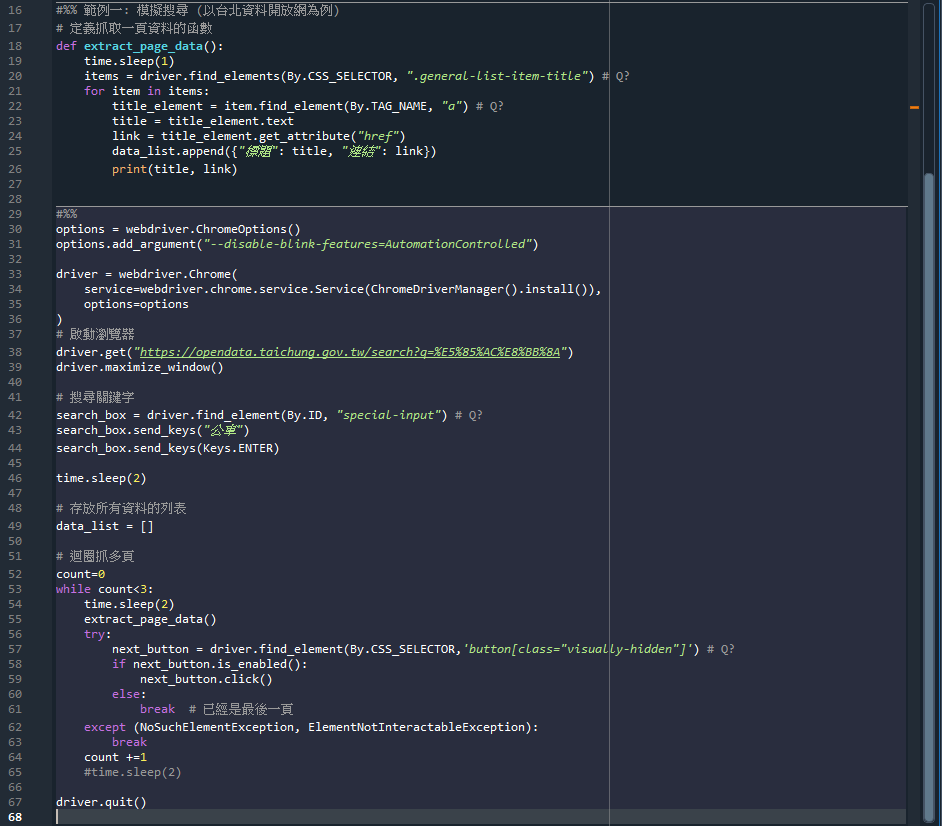 16 #%% 範例一: 模擬搜尋 (以台北資料開放網為例)
17 # 定義抓取一頁資料的函數
18 def extract_page_data():
19     time.sleep(1)
20     items = driver.find_elements(By.CSS_SELECTOR, ".general-list-item-title") # Q?
21     for item in items:
22         title_element = item.find_element(By.TAG_NAME, "a") # Q?
23         title = title_element.text
24         link = title_element.get_attribute("href")
25         data_list.append({"標題": title, "連結": link})
26         print(title, link)
27
28
29 #%%
30 options = webdriver.ChromeOptions()
31 options.add_argument("--disable-blink-features=AutomationControlled")
32
33 driver = webdriver.Chrome(
34     service=webdriver.chrome.service.Service(ChromeDriverManager().install()),
35     options=options
36 )
37 # 啟動瀏覽器
38 driver.get("https://opendata.taichung.gov.tw/search?q=%E5%85%AC%E8%BB%8A")
39 driver.maximize_window()
40
41 # 搜尋關鍵字
42 search_box = driver.find_element(By.ID, "special-input") # Q?
43 search_box.send_keys("公車")
44 search_box.send_keys(Keys.ENTER)
45
46 time.sleep(2)
47
48 # 存放所有資料的列表
49 data_list = []
50
51 # 迴圈抓多頁
52 count=0
53 while count<3:
54     time.sleep(2)
55     extract_page_data()
56     try:
57         next_button = driver.find_element(By.CSS_SELECTOR,'button[class="visually-hidden"]') # Q?
58         if next_button.is_enabled():
59             next_button.click()
60         else:
61             break  # 已經是最後一頁
62     except (NoSuchElementException, ElementNotInteractableException):
63         break
64     count +=1
65     #time.sleep(2)
66
67 driver.quit()
68